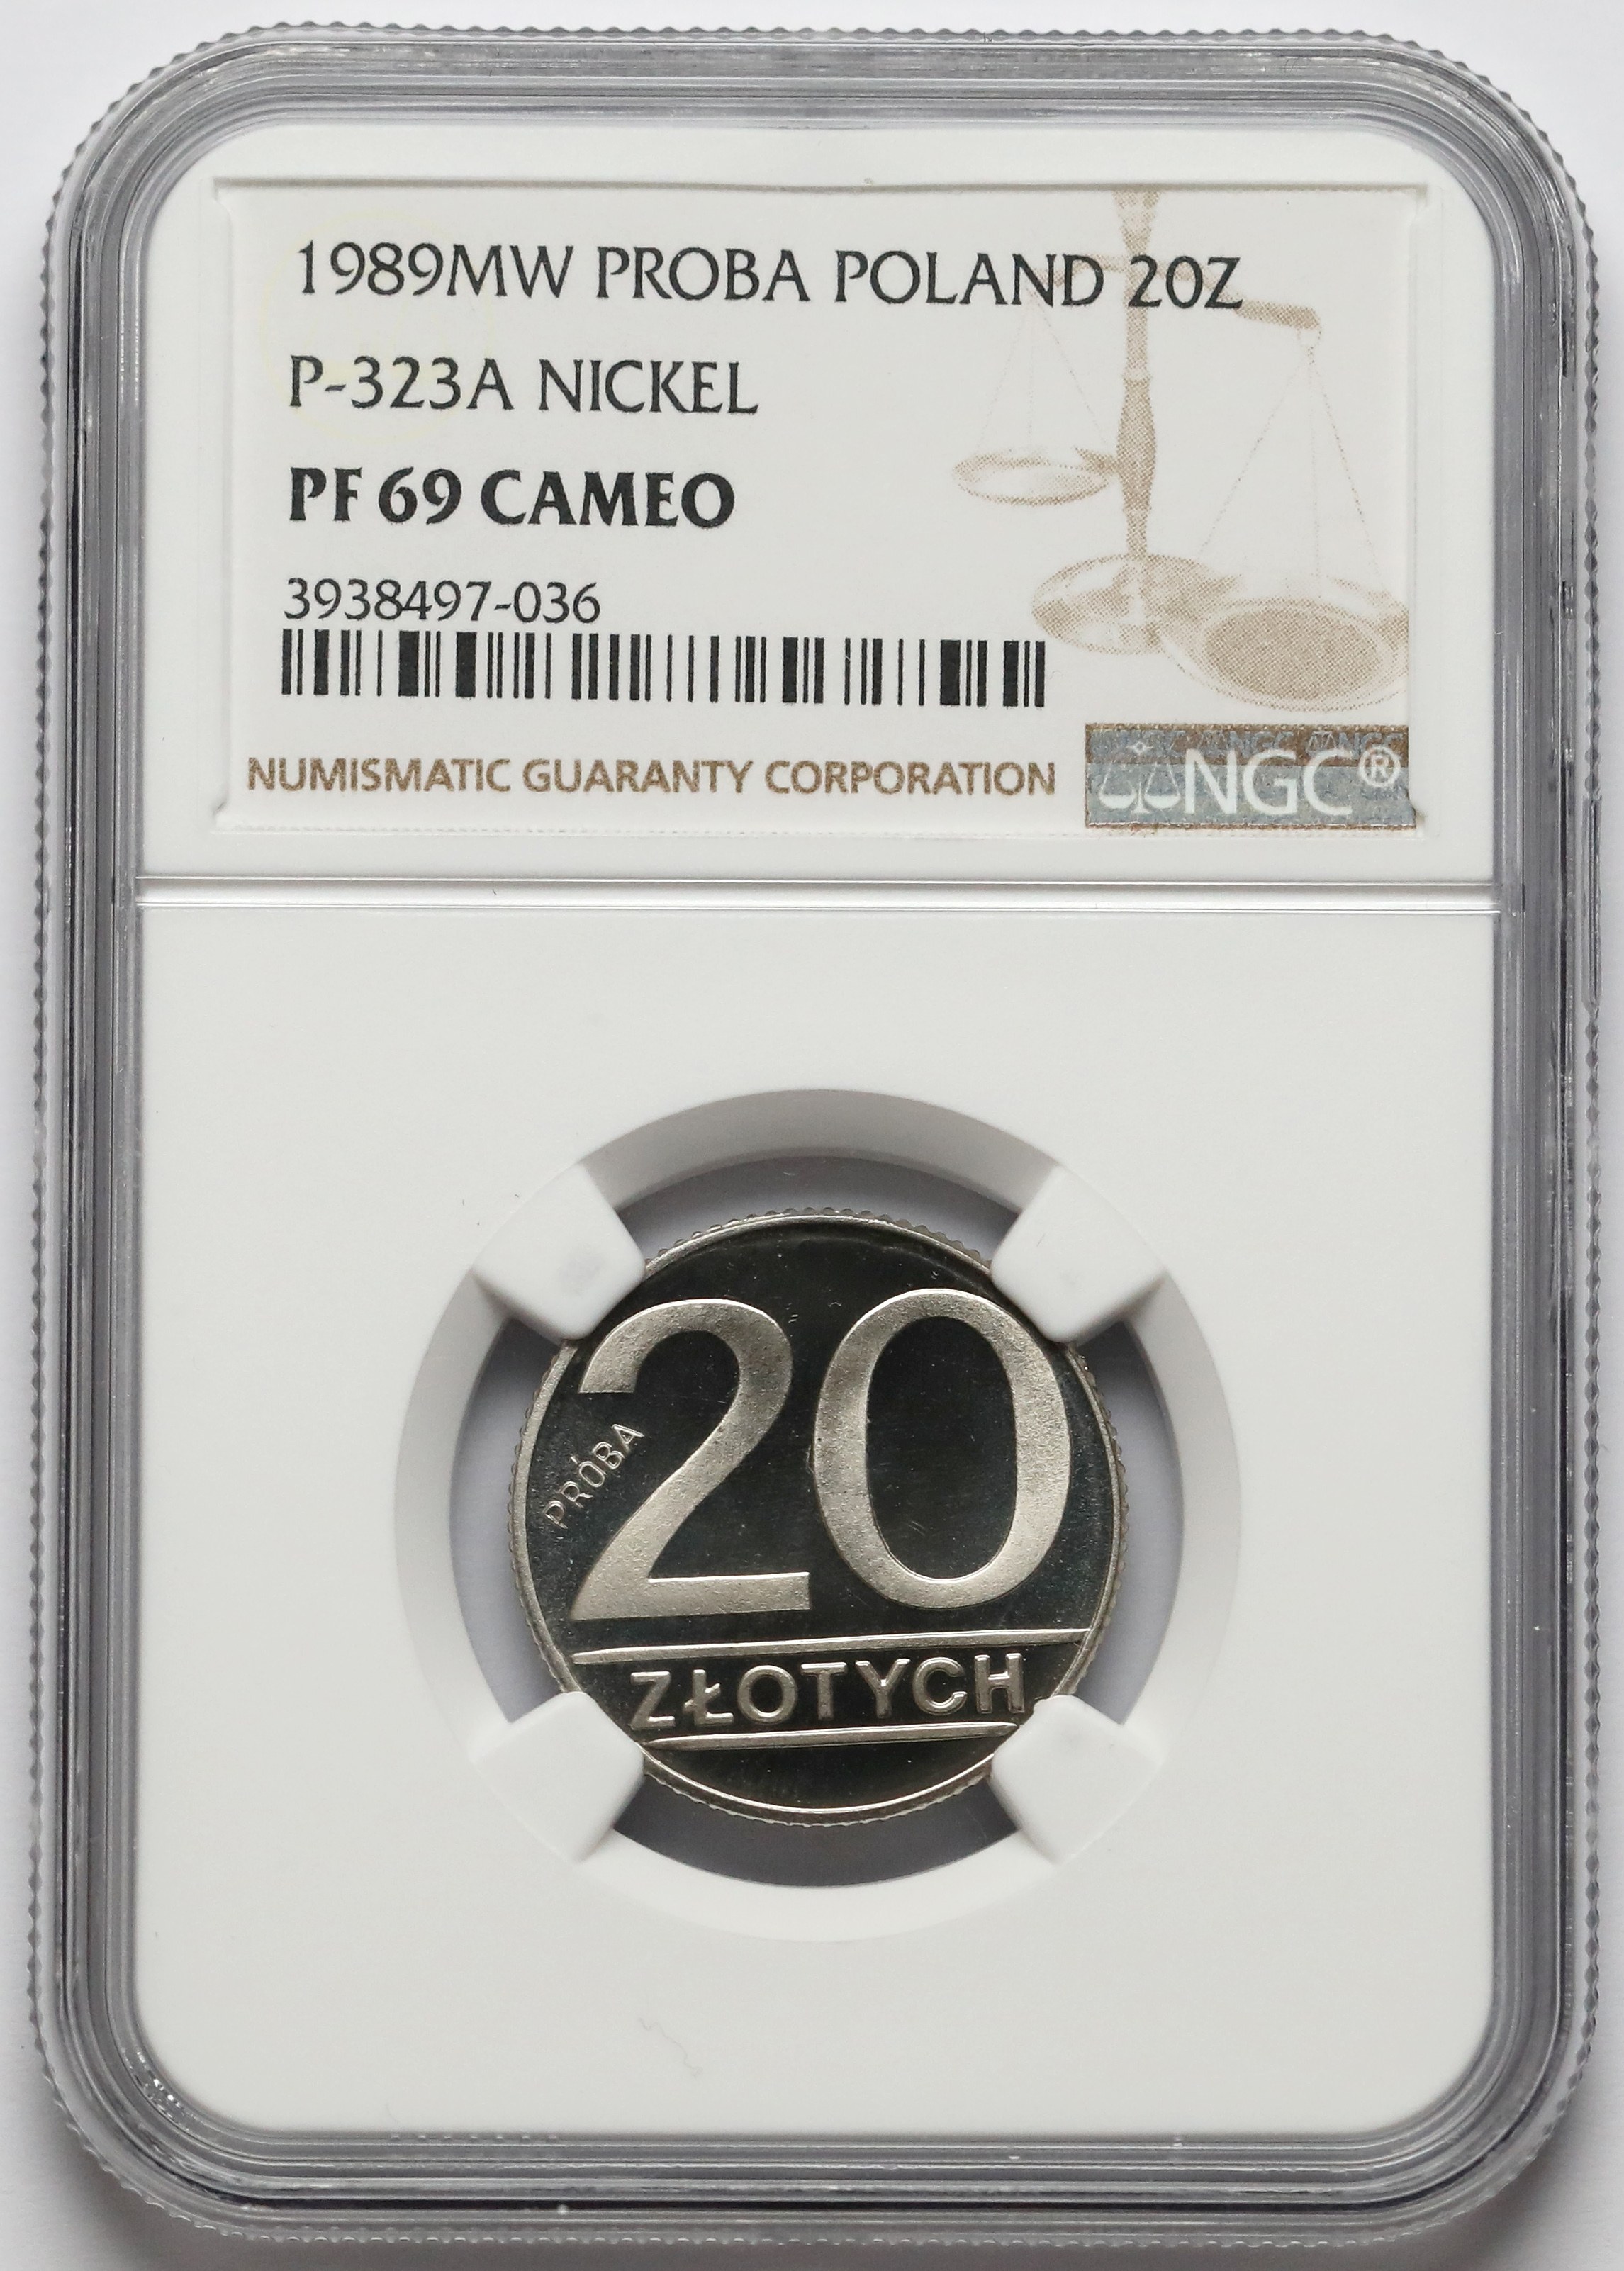 1989MW PROBA POLAND 20Z
P-323A NICKEL
PF 69 CAMEO
3938497-036
NUMISMATIC GUARANTY CORPORATION
NGC®
20
PRÓBA
ZŁOTYCH